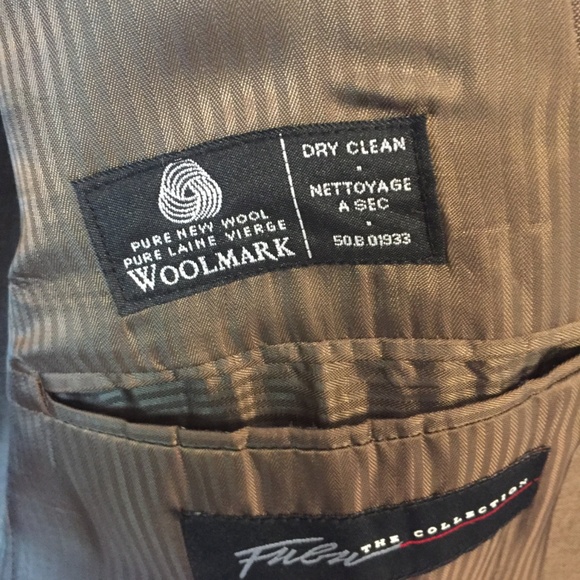 PURE NEW WOOL
PURE LAINE VIERGE
WOOLMARK
DRY CLEAN
•
NETTOYAGE
A SEC
•
50.B.01933
THE COLLECTION